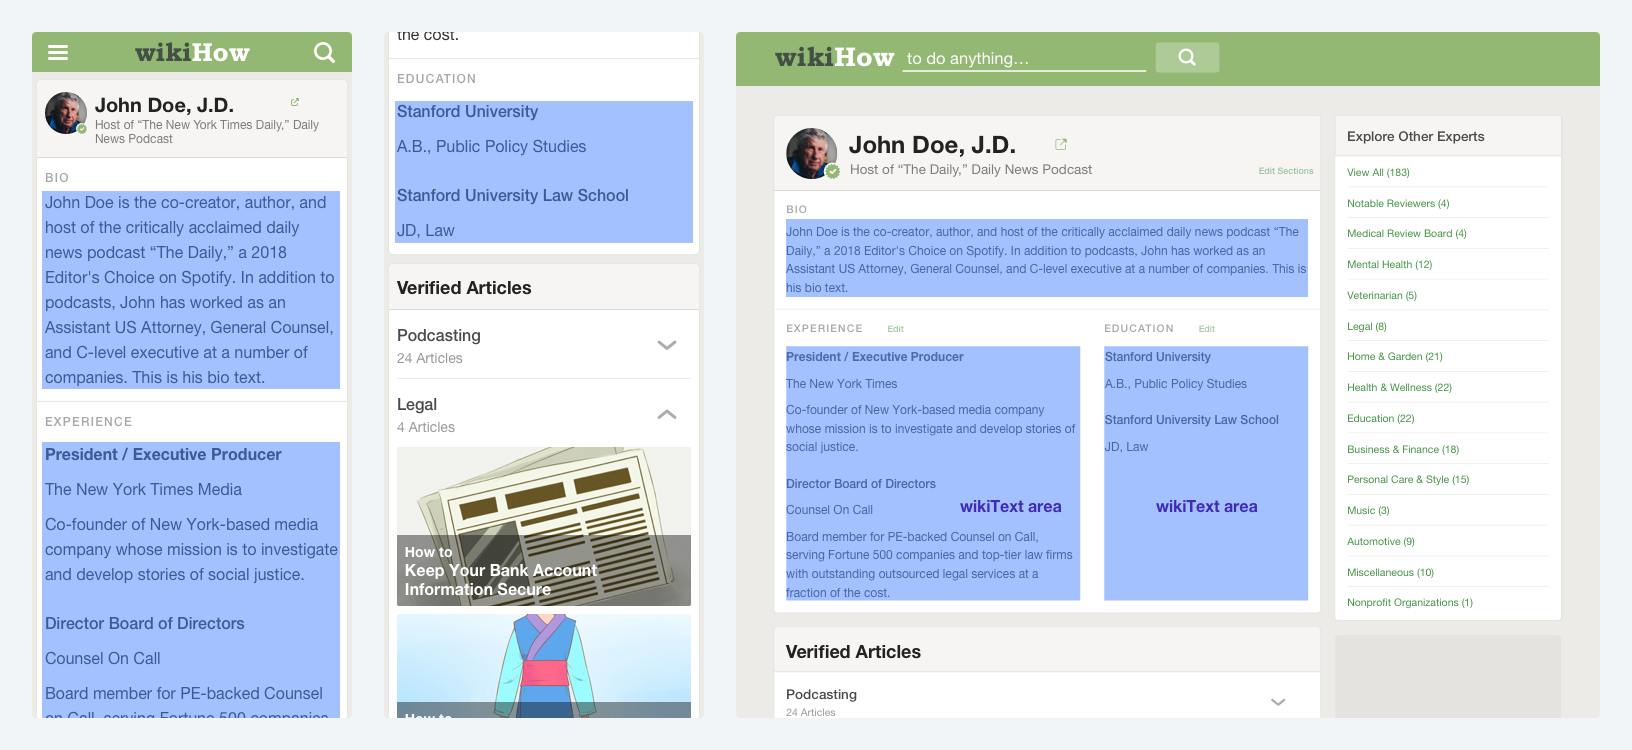 wikiHow
John Doe, J.D.
Host of “The New York Times Daily,” Daily
News Podcast
BIO
John Doe is the co-creator, author, and
host of the critically acclaimed daily
news podcast “The Daily,” a 2018
Editor's Choice on Spotify. In addition to
podcasts, John has worked as an
Assistant US Attorney, General Counsel,
and C-level executive at a number of
companies. This is his bio text.
EXPERIENCE
President / Executive Producer
The New York Times Media
Co-founder of New York-based media
company whose mission is to investigate
and develop stories of social justice.
Director Board of Directors
Counsel On Call
Board member for PE-backed Counsel
on Call, serving Fortune 500 companies
the cost.
EDUCATION
Stanford University
A.B., Public Policy Studies
Stanford University Law School
JD, Law
Verified Articles
Podcasting
24 Articles
Legal
4 Articles
How to
Keep Your Bank Account
Information Secure
How to
wikiHow to do anything...
John Doe, J.D.
Host of “The Daily,” Daily News Podcast
Edit Sections
BIO
John Doe is the co-creator, author, and host of the critically acclaimed daily news podcast “The
Daily,” a 2018 Editor's Choice on Spotify. In addition to podcasts, John has worked as an
Assistant US Attorney, General Counsel, and C-level executive at a number of companies. This is
his bio text.
EXPERIENCE Edit
President / Executive Producer
The New York Times
Co-founder of New York-based media company
whose mission is to investigate and develop stories of
social justice.
Director Board of Directors
Counsel On Call
wikiText area
Board member for PE-backed Counsel on Call,
serving Fortune 500 companies and top-tier law firms
with outstanding outsourced legal services at a
fraction of the cost.
EDUCATION Edit
Stanford University
A.B., Public Policy Studies
Stanford University Law School
JD, Law
wikiText area
Verified Articles
Podcasting
24 Articles
Explore Other Experts
View All (183)
Notable Reviewers (4)
Medical Review Board (4)
Mental Health (12)
Veterinarian (5)
Legal (8)
Home & Garden (21)
Health & Wellness (22)
Education (22)
Business & Finance (18)
Personal Care & Style (15)
Music (3)
Automotive (9)
Miscellaneous (10)
Nonprofit Organizations (1)